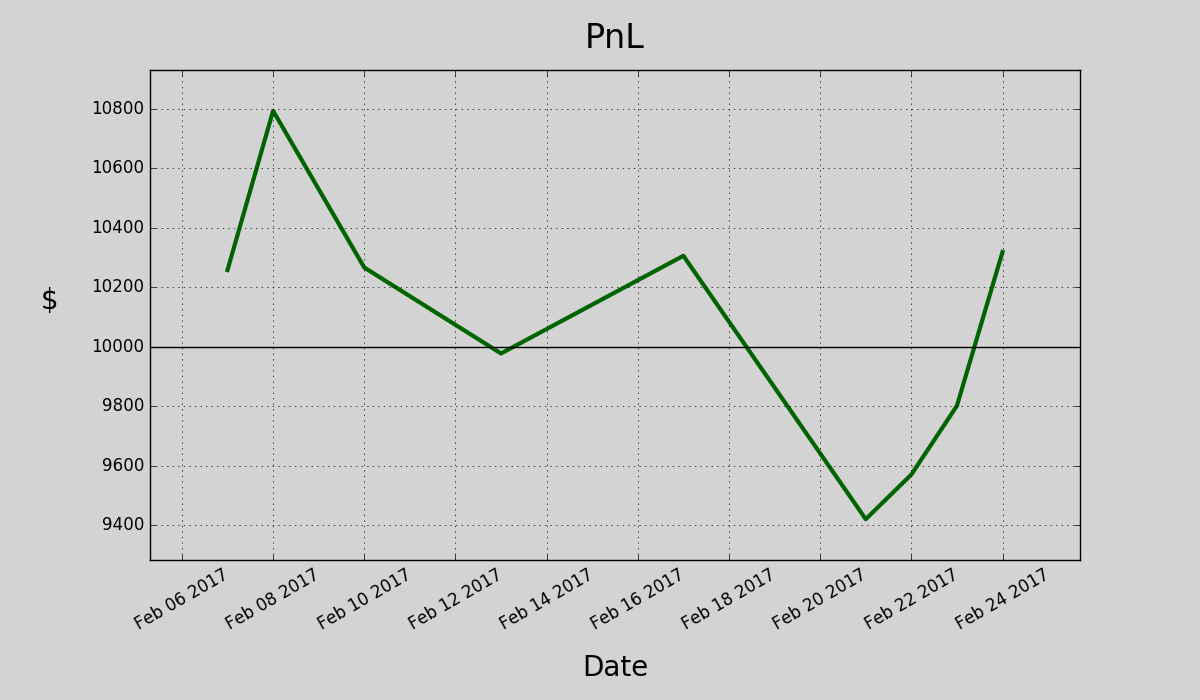 PnL
10800
10600
10400
10200
$
10000
9800
9600
9400
Feb 06 2017
Feb 08 2017
Feb 10 2017
Feb 12 2017
Feb 14 2017
Feb 16 2017
Feb 18 2017
Feb 20 2017
Feb 22 2017
Feb 24 2017
Date